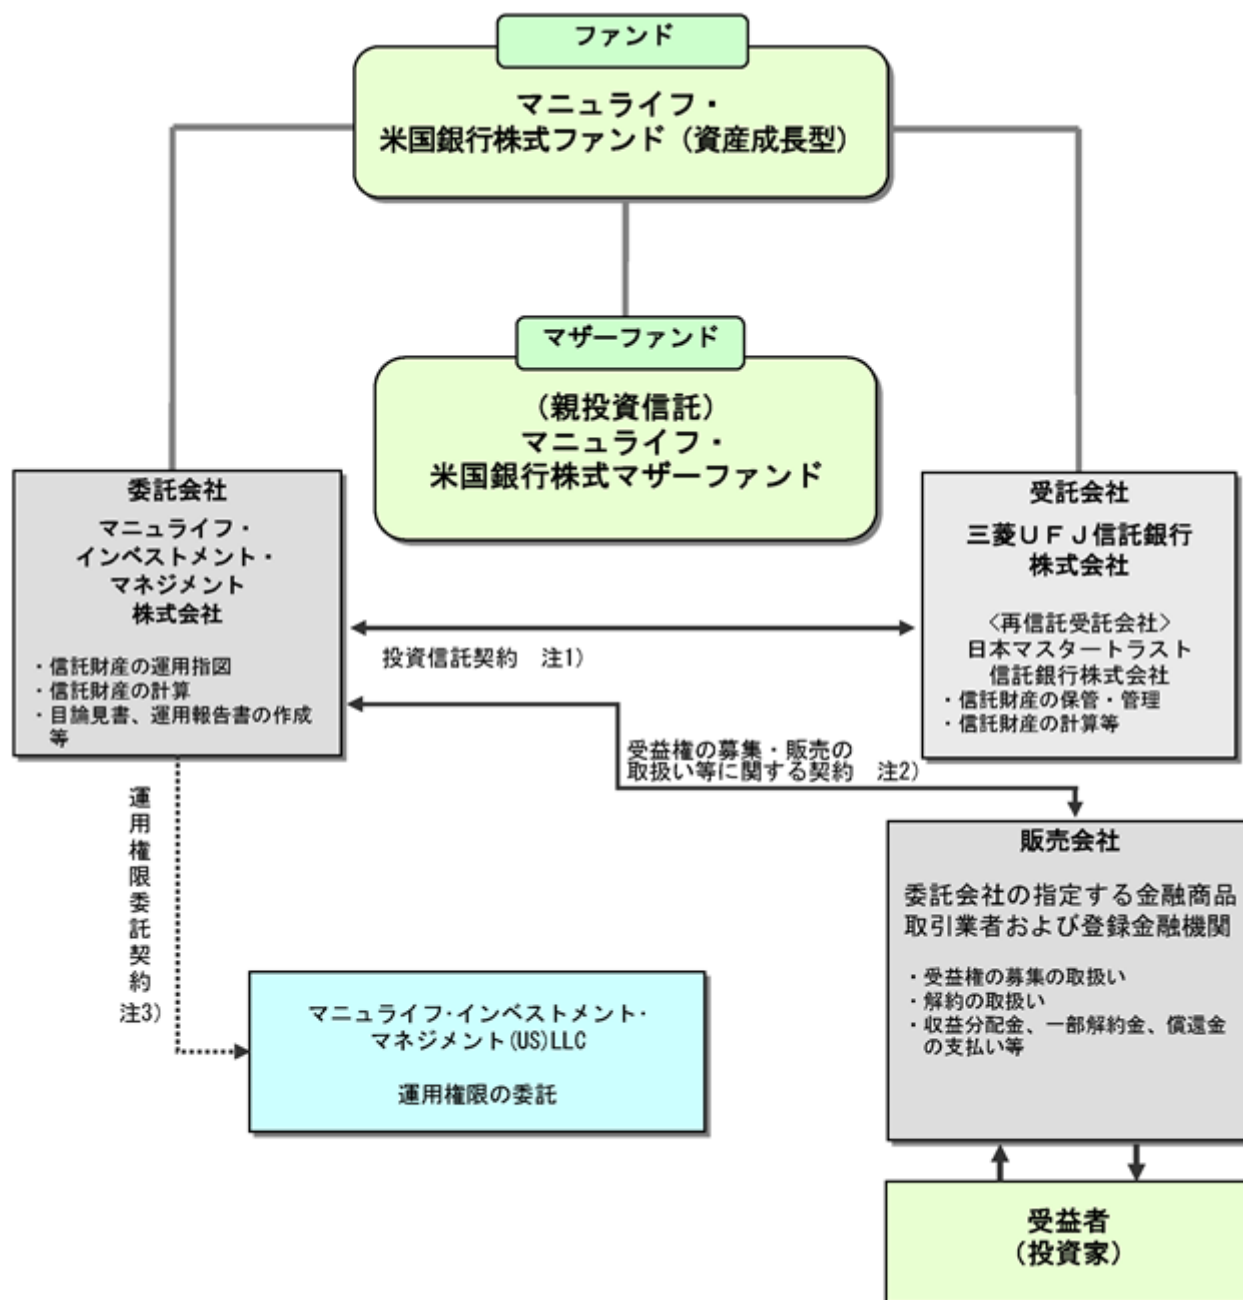 ファンド
マニュライフ・
米国銀行株式ファンド（資産成長型）
マザーファンド
（親投資信託）
マニュライフ・
米国銀行株式マザーファンド
委託会社
マニュライフ・
インベストメント・
マネジメント
株式会社
・信託財産の運用指図
・信託財産の計算
・目論見書、運用報告書の作成
等
受託会社
三菱ＵＦＪ信託銀行
株式会社
〈再信託受託会社〉
日本マスタートラスト
信託銀行株式会社
・信託財産の保管・管理
・信託財産の計算等
投資信託契約　注1）
受益権の募集・販売の
取扱い等に関する契約　注2）
運用権限委託契約
注3）
マニュライフ・インベストメント・
マネジメント(US)LLC
運用権限の委託
販売会社
委託会社の指定する金融商品
取引業者および登録金融機関
・受益権の募集の取扱い
・解約の取扱い
・収益分配金、一部解約金、償還金
の支払い等
受益者
（投資家）